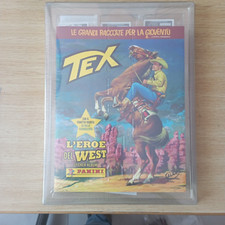 LE GRANDI RACCOLTE PER LA GIOVENTÙ
TEX
L'EROE
DEL WEST
PANINI